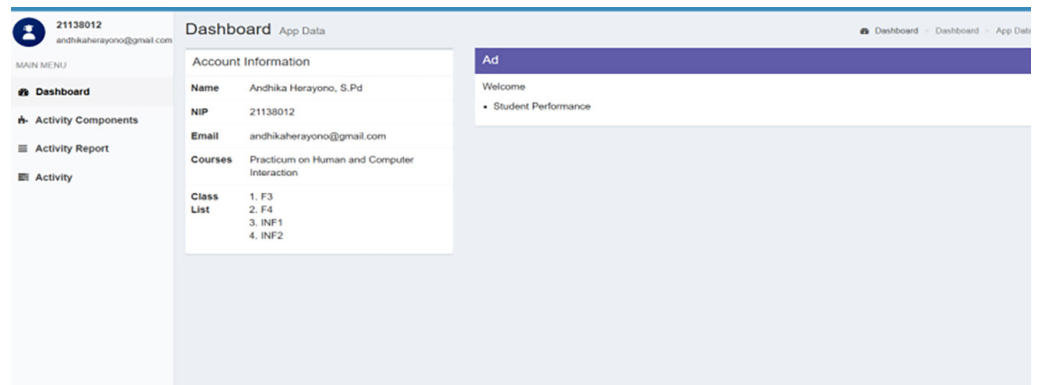 21138012
andhikaherayono@gmail.com
MAIN MENU
Dashboard
Activity Components
Activity Report
Activity
Dashboard App Data
Dashboard - Dashboard - App Data
Account Information
Name Andhika Herayono, S.Pd
NIP 21138012
Email andhikaherayono@gmail.com
Courses Practicum on Human and Computer
Interaction
Class 1. F3
List 2. F4
3. INF1
4. INF2
Ad
Welcome
• Student Performance